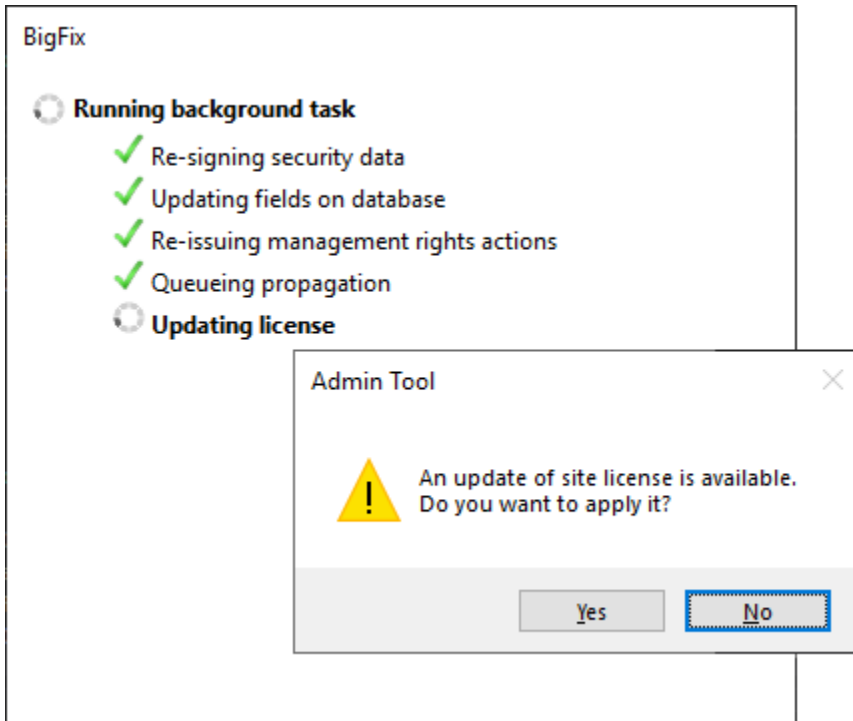 BigFix
Running background task
Re-signing security data
Updating fields on database
Re-issuing management rights actions
Queueing propagation
Updating license
Admin Tool
An update of site license is available.
Do you want to apply it?
Yes
No